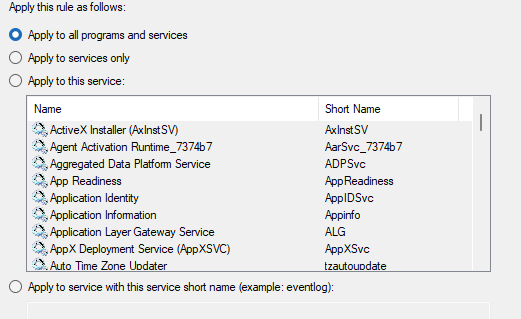 Apply this rule as follows:
Apply to all programs and services
Apply to services only
Apply to this service:
Name Short Name
ActiveX Installer (AxInstSV) AxInstSV
Agent Activation Runtime_7374b7 AarSvc_7374b7
Aggregated Data Platform Service ADPSvc
App Readiness AppReadiness
Application Identity AppIDSvc
Application Information Appinfo
Application Layer Gateway Service ALG
AppX Deployment Service (AppXSVC) AppXSvc
Auto Time Zone Updater tzautoupdate
Apply to service with this service short name (example: eventlog):